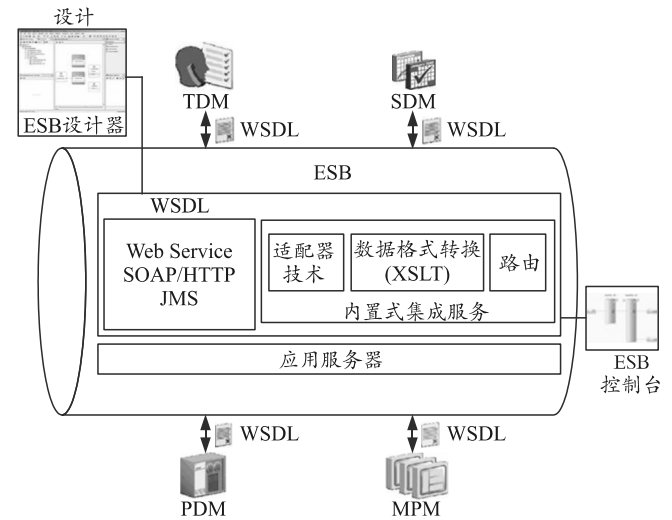 设计
ESB设计器
TDM
SDM
WSDL
WSDL
ESB
WSDL
Web Service
SOAP/HTTP
JMS
适配器
技术
数据格式转换
(XSLT)
路由
内置式集成服务
应用服务器
ESB
控制台
WSDL
WSDL
PDM
MPM